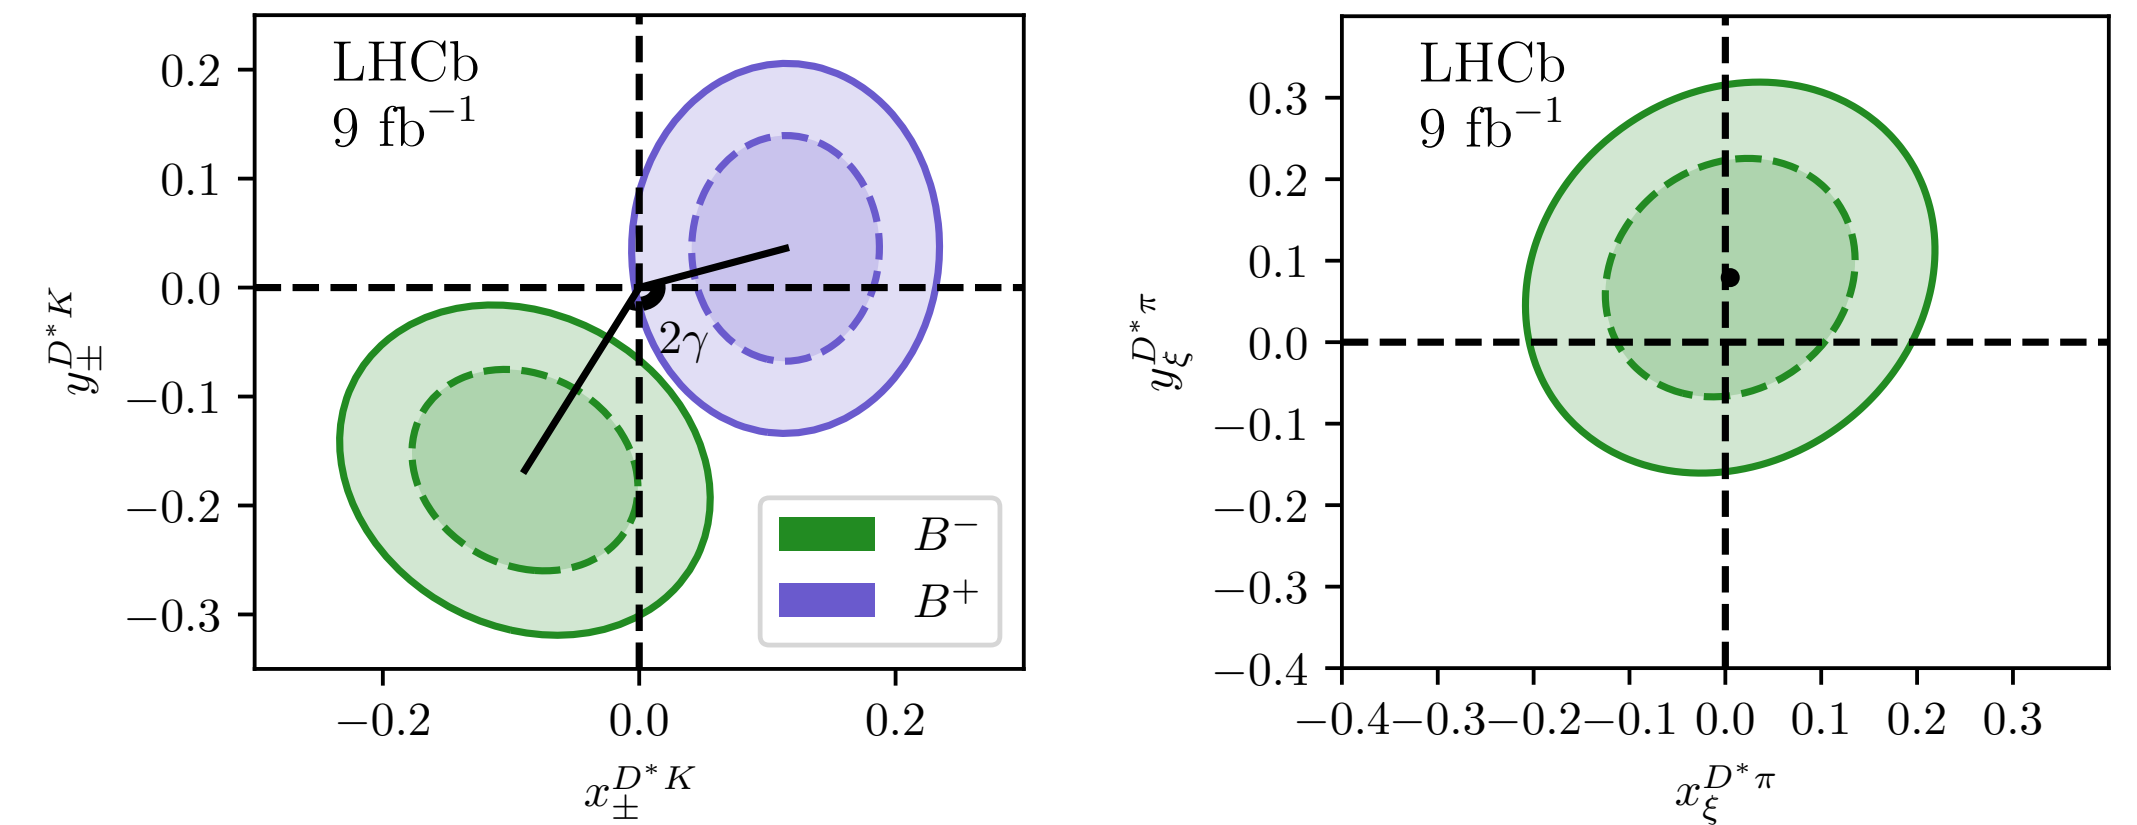 LHCb
9 fb⁻¹
0.2
0.1
0.0
−0.1
−0.2
−0.3
y±^{D*K}
2γ
B⁻
B⁺
−0.2 0.0 0.2
x±^{D*K}
LHCb
9 fb⁻¹
0.3
0.2
0.1
0.0
−0.1
−0.2
−0.3
−0.4
y_ξ^{D*π}
−0.4 −0.3 −0.2 −0.1 0.0 0.1 0.2 0.3
x_ξ^{D*π}